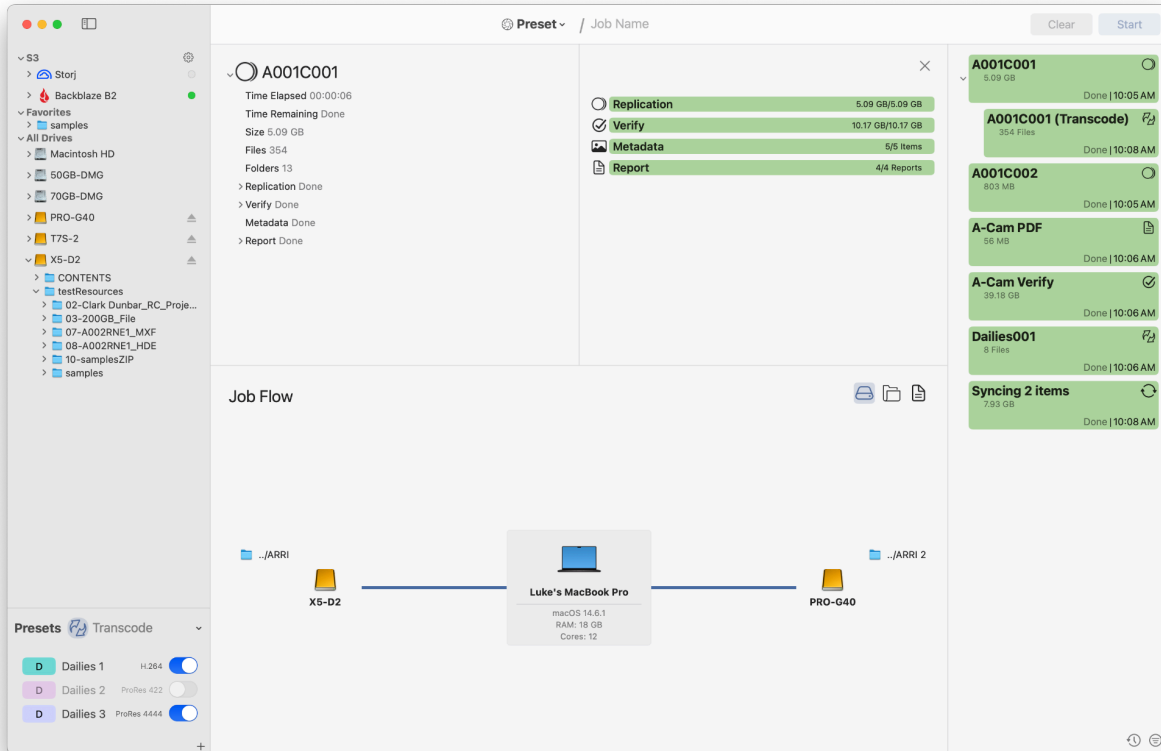 Preset
/ Job Name
Clear
Start
S3
Storj
Backblaze B2
Favorites
samples
All Drives
Macintosh HD
50GB-DMG
70GB-DMG
PRO-G40
T7S-2
X5-D2
CONTENTS
testResources
02-Clark Dunbar_RC_Proje...
03-200GB_File
07-A002RNE1_MXF
08-A002RNE1_HDE
10-samplesZIP
samples
Presets Transcode
D Dailies 1 H.264
D Dailies 2 ProRes 422
D Dailies 3 ProRes 4444
+
A001C001
Time Elapsed 00:00:06
Time Remaining Done
Size 5.09 GB
Files 354
Folders 13
Replication Done
Verify Done
Metadata Done
Report Done
Replication 5.09 GB/5.09 GB
Verify 10.17 GB/10.17 GB
Metadata 5/5 Items
Report 4/4 Reports
Job Flow
../ARRI
X5-D2
Luke's MacBook Pro
macOS 14.6.1
RAM: 18 GB
Cores: 12
../ARRI 2
PRO-G40
A001C001
5.09 GB
Done | 10:05 AM
A001C001 (Transcode)
354 Files
Done | 10:08 AM
A001C002
803 MB
Done | 10:05 AM
A-Cam PDF
56 MB
Done | 10:06 AM
A-Cam Verify
39.18 GB
Done | 10:06 AM
Dailies001
8 Files
Done | 10:06 AM
Syncing 2 items
7.93 GB
Done | 10:08 AM